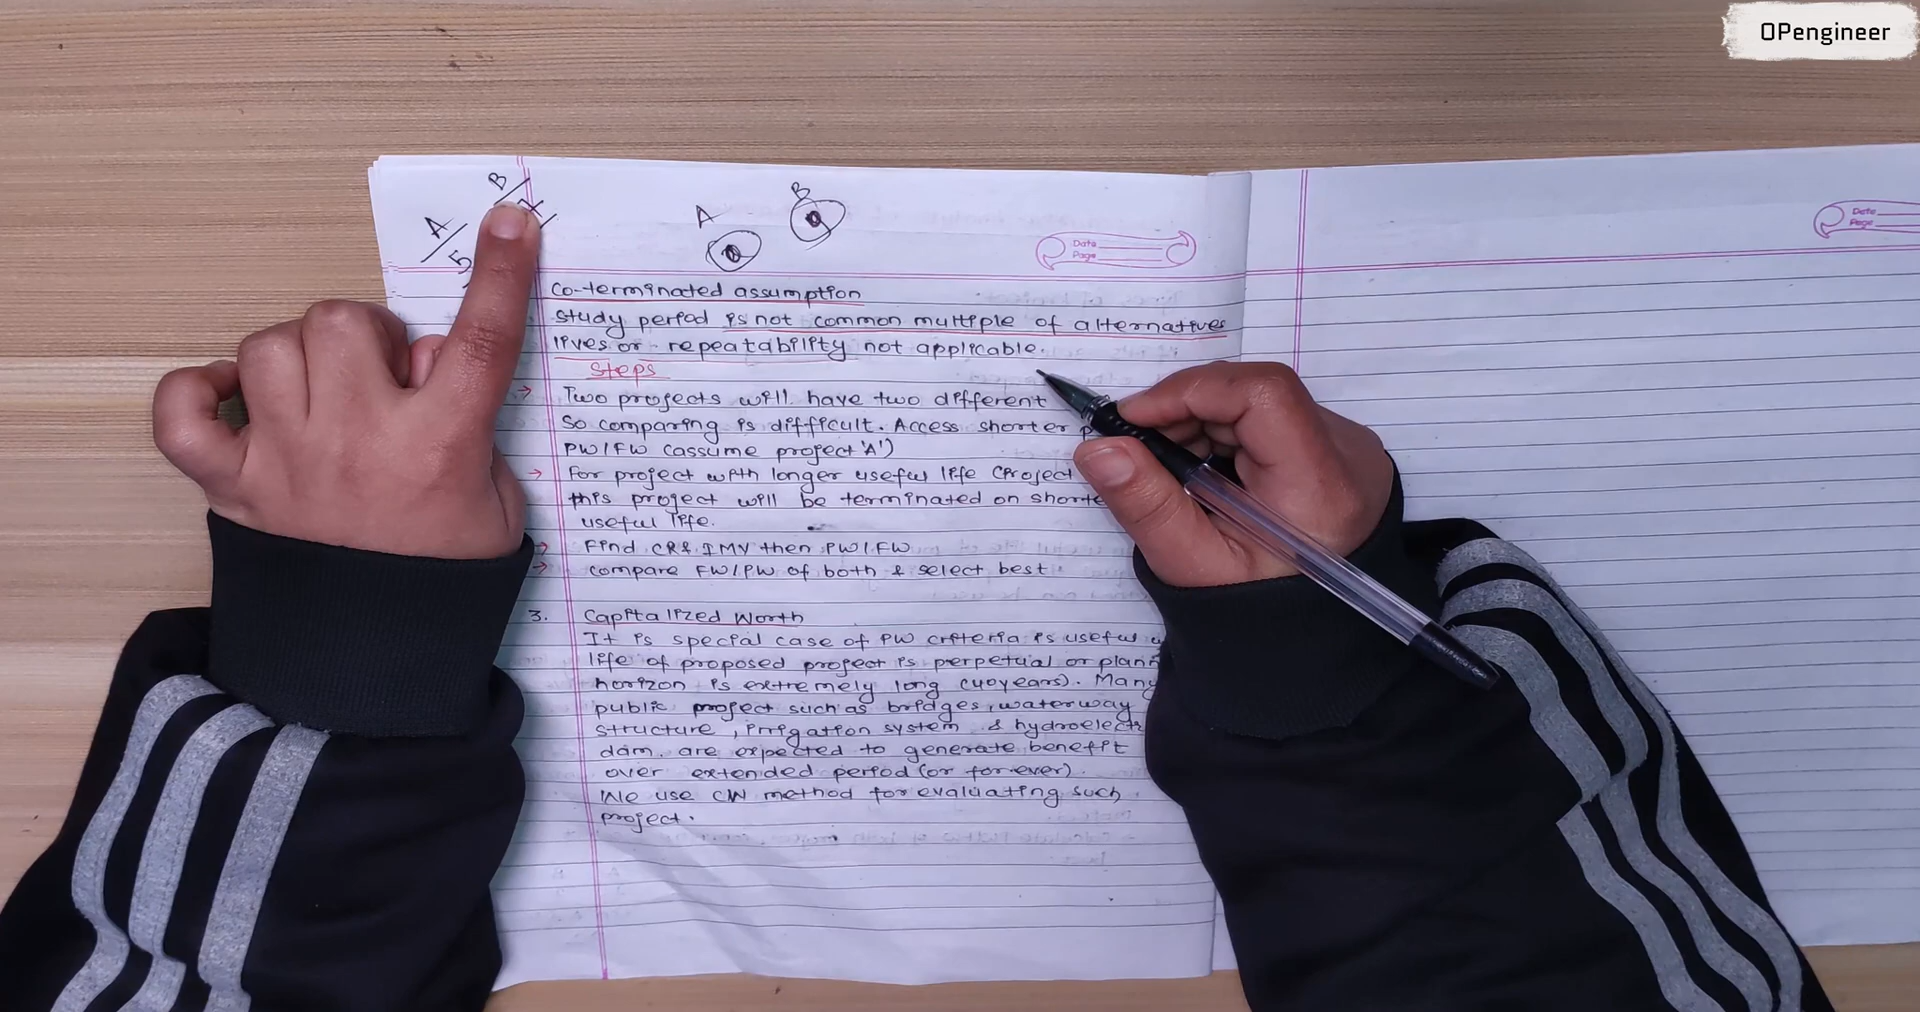 OPengineer
A B
5 7
A B
Date
Page
Date
Page
Co-terminated assumption
Study period is not common multiple of alternatives
lives or repeatability not applicable.
Steps
→ Two projects will have two different
So comparing is difficult. Access shorter
PW/FW (assume project 'A')
→ For project with longer useful life (Project
this project will be terminated on shorte
useful life.
→ Find CR & IMV then PW/FW
→ compare FW/PW of both & select best
3. Capitalized Worth
It is special case of PW criteria is useful
life of proposed project is perpetual or plann
horizon is extremely long (40years). Many
public project such as bridges, waterway
structure, irrigation system & hydroelect
dam. are expected to generate benefit
over extended period (or forever).
We use CW method for evaluating such
project.